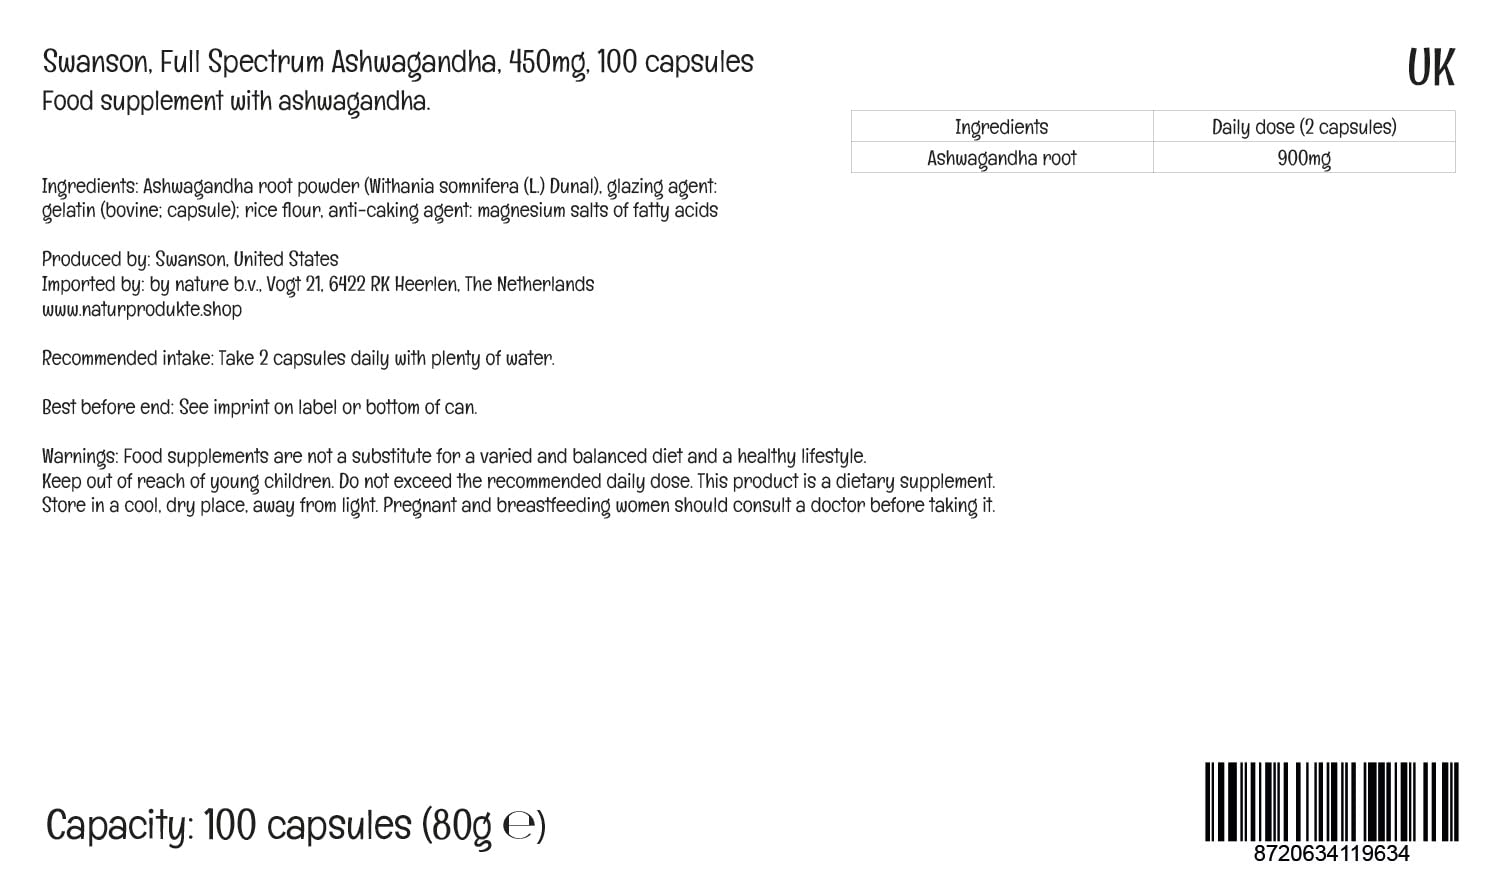 Swanson, Full Spectrum Ashwagandha, 450mg, 100 capsules
Food supplement with ashwagandha.
UK
Ingredients Daily dose (2 capsules)
Ashwagandha root 900mg
Ingredients: Ashwagandha root powder (Withania somnifera (L.) Dunal), glazing agent:
gelatin (bovine; capsule); rice flour, anti-caking agent: magnesium salts of fatty acids
Produced by: Swanson, United States
Imported by: by nature b.v., Vogt 21, 6422 RK Heerlen, The Netherlands
www.naturprodukte.shop
Recommended intake: Take 2 capsules daily with plenty of water.
Best before end: See imprint on label or bottom of can.
Warnings: Food supplements are not a substitute for a varied and balanced diet and a healthy lifestyle.
Keep out of reach of young children. Do not exceed the recommended daily dose. This product is a dietary supplement.
Store in a cool, dry place, away from light. Pregnant and breastfeeding women should consult a doctor before taking it.
Capacity: 100 capsules (80g ℮)
8720634119634